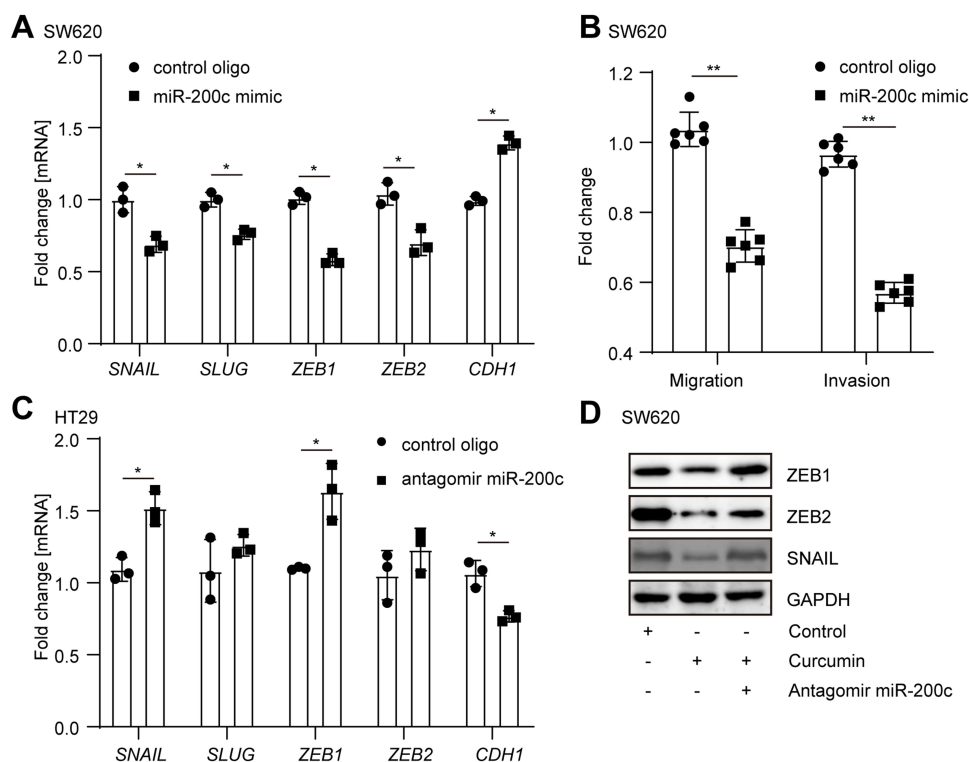 A SW620
Fold change [mRNA]
2.0
1.5
1.0
0.5
0.0
control oligo
miR-200c mimic
*
*
*
*
*
SNAIL SLUG ZEB1 ZEB2 CDH1
B SW620
Fold change
1.2
1.0
0.8
0.6
0.4
control oligo
miR-200c mimic
**
**
Migration Invasion
C HT29
Fold change [mRNA]
2.0
1.5
1.0
0.5
0.0
control oligo
antagomir miR-200c
*
*
*
SNAIL SLUG ZEB1 ZEB2 CDH1
D SW620
ZEB1
ZEB2
SNAIL
GAPDH
+ - - Control
- + + Curcumin
- - + Antagomir miR-200c